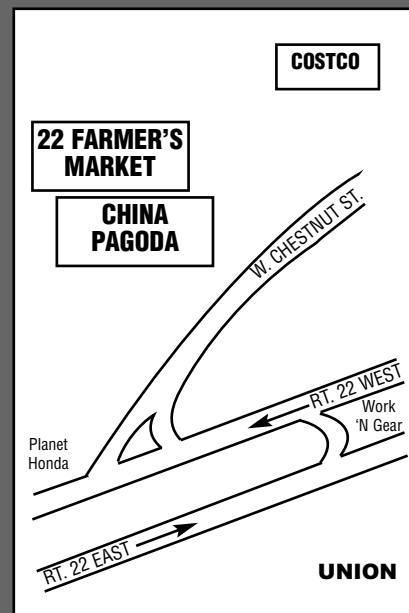 COSTCO
22 FARMER'S
MARKET
CHINA
PAGODA
W. CHESTNUT ST.
RT. 22 WEST
Work
'N Gear
Planet
Honda
RT. 22 EAST
UNION